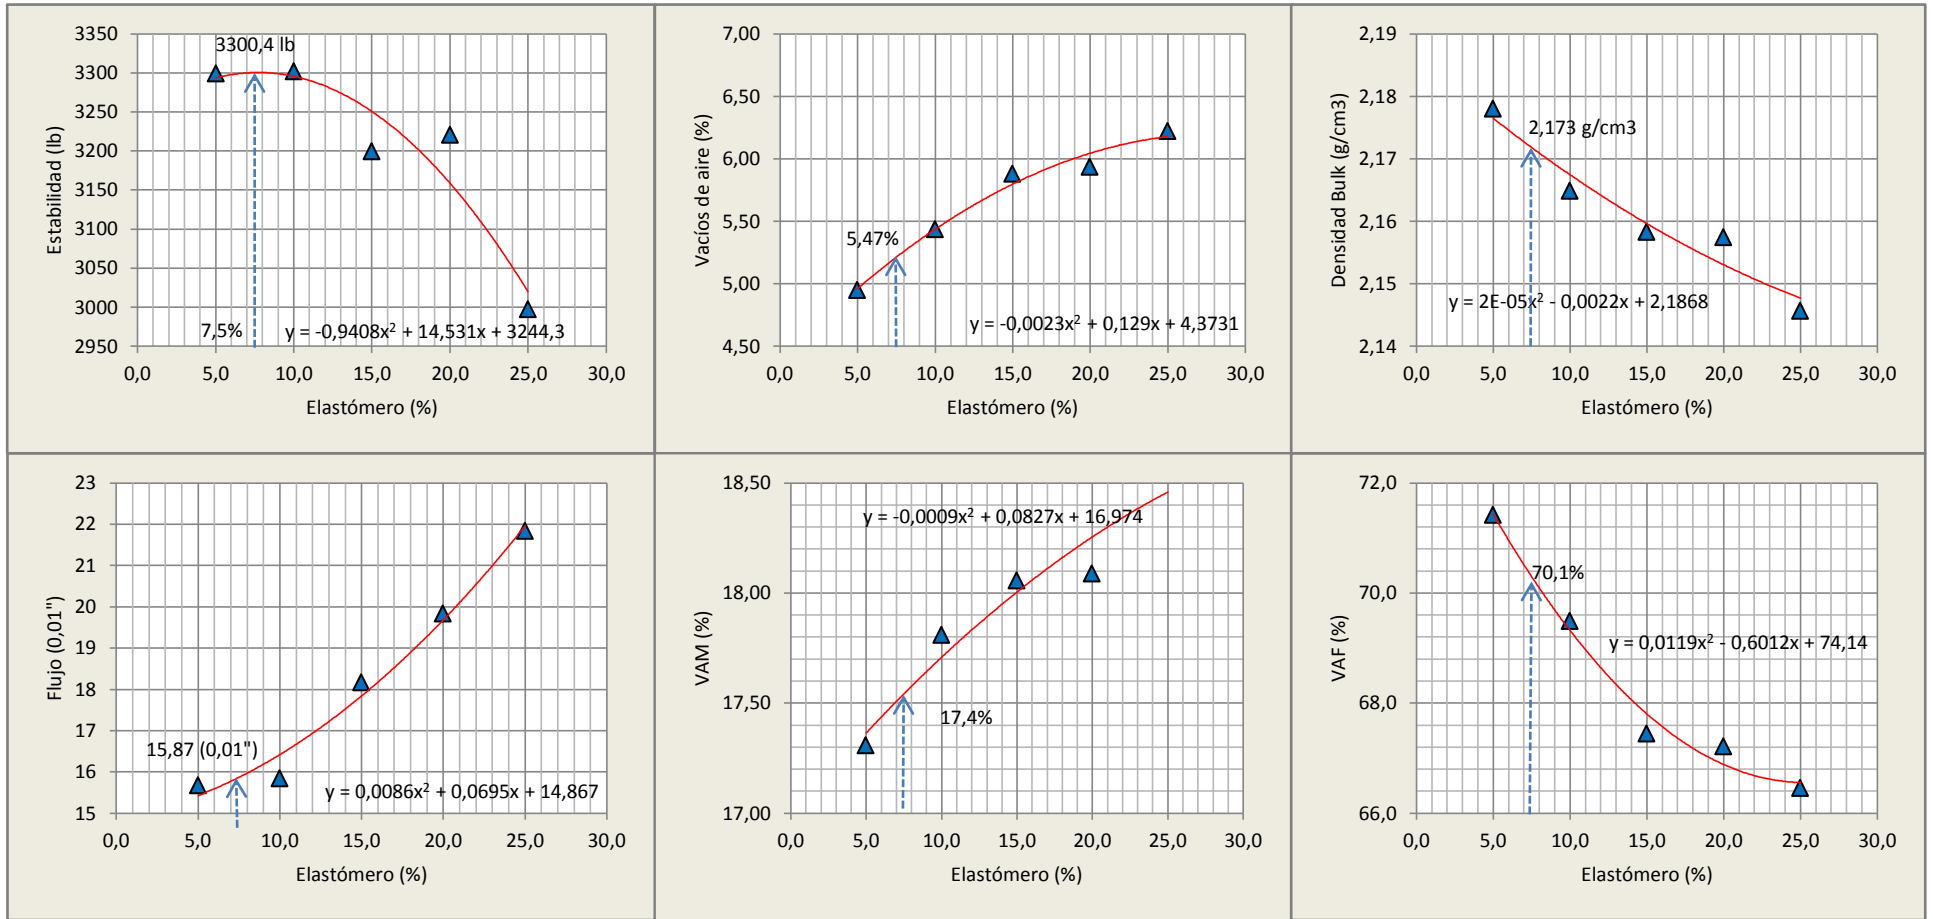 3350
3300
3250
3200
3150
3100
3050
3000
2950
Estabilidad (lb)
3300,4 lb
7,5%
y = -0,9408x² + 14,531x + 3244,3
0,0 5,0 10,0 15,0 20,0 25,0 30,0
Elastómero (%)
7,00
6,50
6,00
5,50
5,00
4,50
Vacíos de aire (%)
5,47%
y = -0,0023x² + 0,129x + 4,3731
0,0 5,0 10,0 15,0 20,0 25,0 30,0
Elastómero (%)
2,19
2,18
2,17
2,16
2,15
2,14
Densidad Bulk (g/cm3)
2,173 g/cm3
y = 2E-05x² - 0,0022x + 2,1868
0,0 5,0 10,0 15,0 20,0 25,0 30,0
Elastómero (%)
23
22
21
20
19
18
17
16
15
Flujo (0,01")
15,87 (0,01")
y = 0,0086x² + 0,0695x + 14,867
0,0 5,0 10,0 15,0 20,0 25,0 30,0
Elastómero (%)
18,50
18,00
17,50
17,00
VAM (%)
y = -0,0009x² + 0,0827x + 16,974
17,4%
0,0 5,0 10,0 15,0 20,0 25,0 30,0
Elastómero (%)
72,0
70,0
68,0
66,0
VAF (%)
70,1%
y = 0,0119x² - 0,6012x + 74,14
0,0 5,0 10,0 15,0 20,0 25,0 30,0
Elastómero (%)